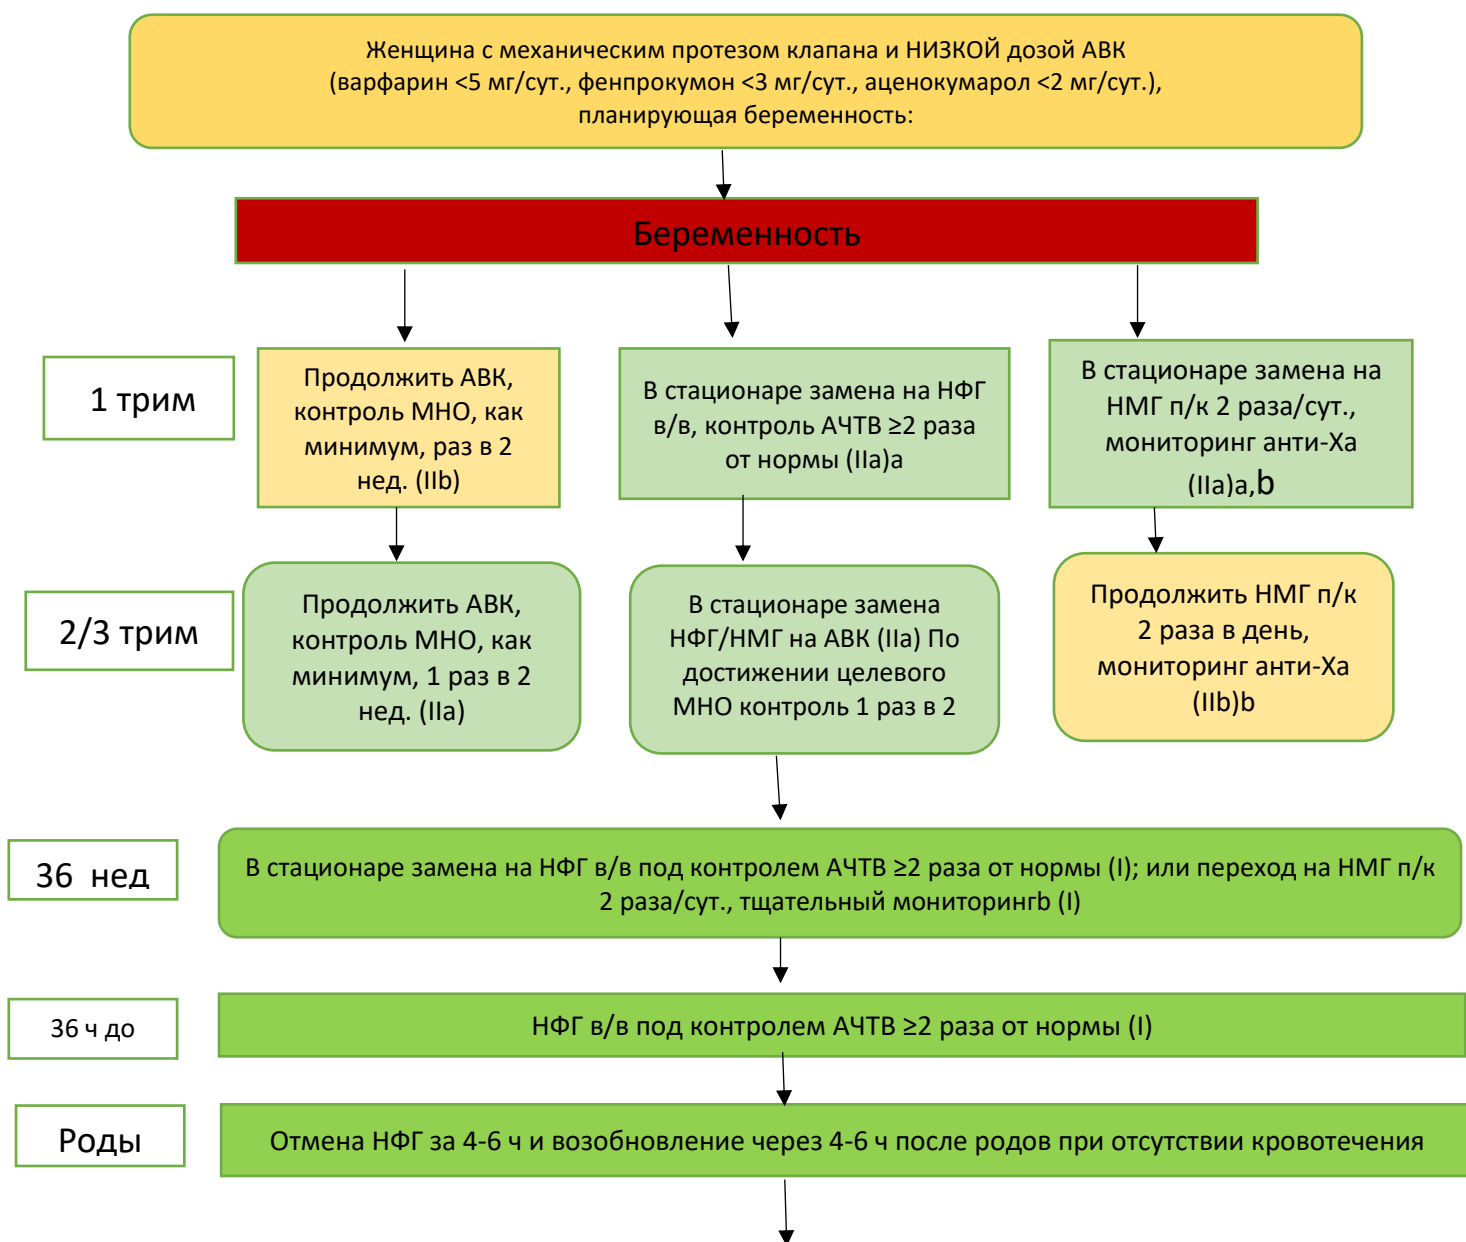 Женщина с механическим протезом клапана и НИЗКОЙ дозой АВК
(варфарин <5 мг/сут., фенпрокумон <3 мг/сут., аценокумарол <2 мг/сут.),
планирующая беременность:
Беременность
1 трим
Продолжить АВК,
контроль МНО, как
минимум, раз в 2
нед. (IIb)
В стационаре замена на НФГ
в/в, контроль АЧТВ ≥2 раза
от нормы (IIa)a
В стационаре замена на
НМГ п/к 2 раза/сут.,
мониторинг анти-Ха
(IIa)a,b
2/3 трим
Продолжить АВК,
контроль МНО, как
минимум, 1 раз в 2
нед. (IIa)
В стационаре замена
НФГ/НМГ на АВК (IIa) По
достижении целевого
МНО контроль 1 раз в 2
Продолжить НМГ п/к
2 раза в день,
мониторинг анти-Ха
(IIb)b
36 нед
В стационаре замена на НФГ в/в под контролем АЧТВ ≥2 раза от нормы (I); или переход на НМГ п/к
2 раза/сут., тщательный мониторингb (I)
36 ч до
НФГ в/в под контролем АЧТВ ≥2 раза от нормы (I)
Роды
Отмена НФГ за 4-6 ч и возобновление через 4-6 ч после родов при отсутствии кровотечения